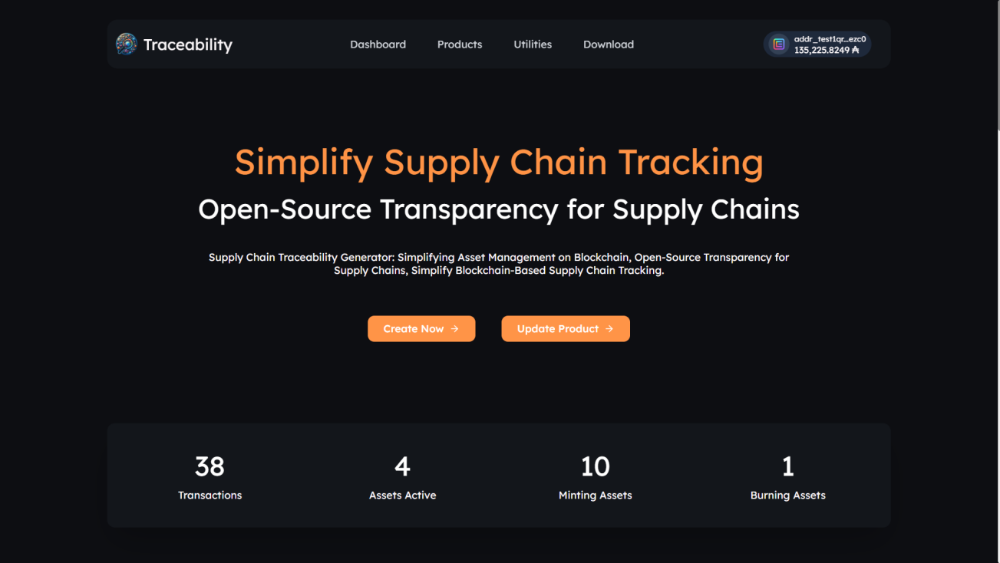 Traceability
Dashboard
Products
Utilities
Download
addr_test1qr...ezc0
135,225.8249 ₳
Simplify Supply Chain Tracking
Open-Source Transparency for Supply Chains
Supply Chain Traceability Generator: Simplifying Asset Management on Blockchain, Open-Source Transparency for
Supply Chains, Simplify Blockchain-Based Supply Chain Tracking.
Create Now →
Update Product →
38
Transactions
4
Assets Active
10
Minting Assets
1
Burning Assets